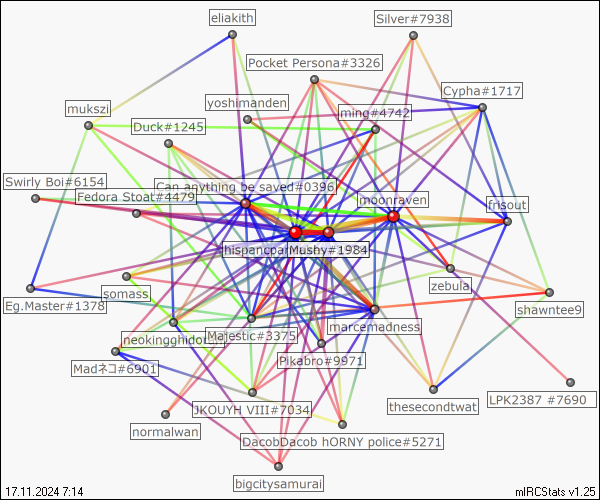 eliakith
Silver#7938
Pocket Persona#3326
Cypha#1717
yoshimanden
mukszi
ming#4742
Duck#1245
Swirly Boi#6154
Can anything be saved#0396
Fedora Stoat#4479
moonraven
frisout
Mushy#1984
zebula
somass
Eg.Master#1378
shawntee9
marcemadness
Majestic#3375
Pikabro#9971
Madネコ#6901
LPK2387 #7690
JKOUYH VIII#7034
thesecondtwat
normalwan
DacobDacob hORNY police#5271
bigcitysamurai
17.11.2024 7:14
mIRCStats v1.25